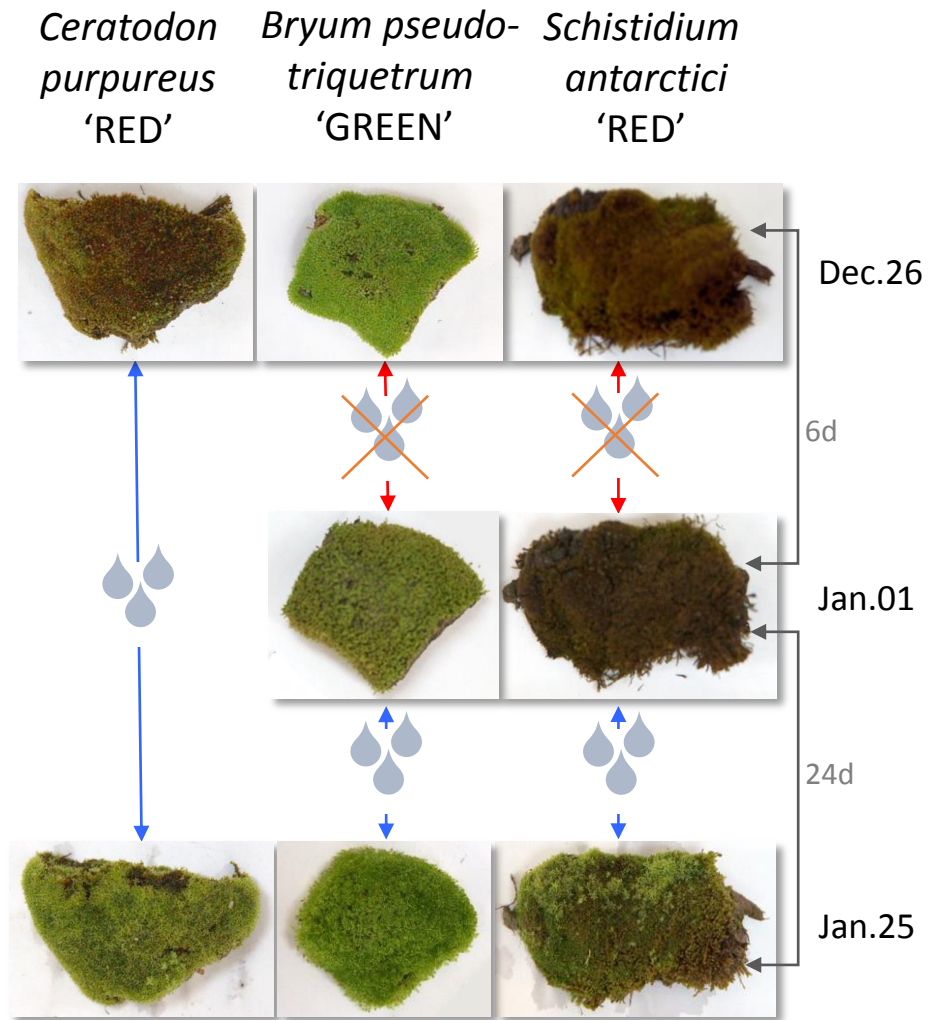 Ceratodon
purpureus
‘RED’
Bryum pseudo-
triquetrum
‘GREEN’
Schistidium
antarctici
‘RED’
Dec.26
6d
Jan.01
24d
Jan.25